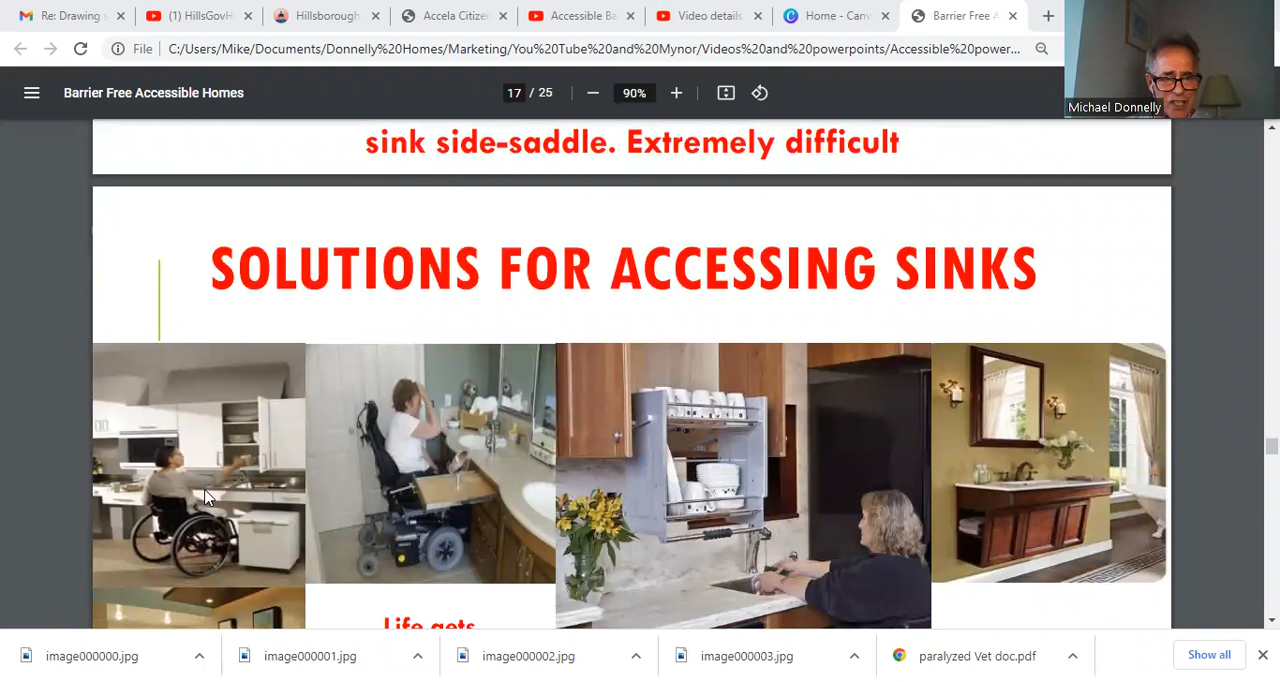 Re: Drawing s
(1) HillsGovH
Hillsborough
Accela Citizen
Accessible Ba
Video details
Home - Canv
Barrier Free A
File
C:/Users/Mike/Documents/Donnelly%20Homes/Marketing/You%20Tube%20and%20Mynor/Videos%20and%20powerpoints/Accessible%20power...
Michael Donnelly
Barrier Free Accessible Homes
17 / 25
90%
sink side-saddle. Extremely difficult
SOLUTIONS FOR ACCESSING SINKS
Life gets
image000000.jpg
image000001.jpg
image000002.jpg
image000003.jpg
paralyzed Vet doc.pdf
Show all